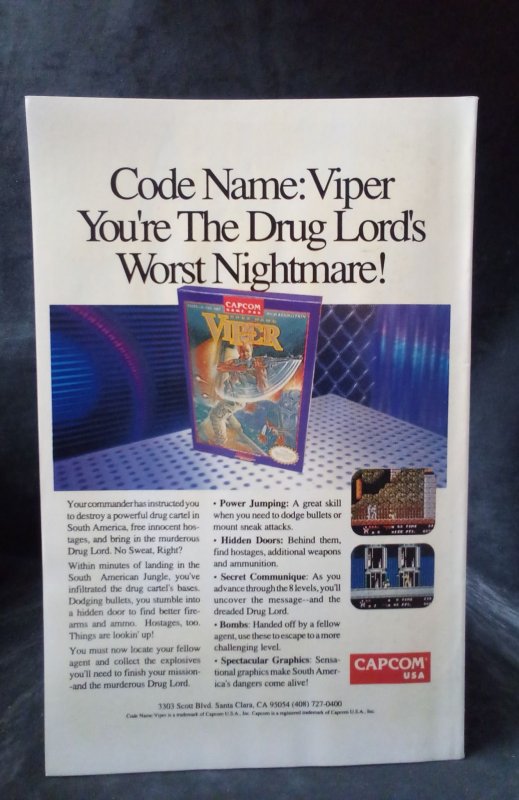 Code Name: Viper
You're The Drug Lord's
Worst Nightmare!
CAPCOM
CODE NAME
VIPER
Your commander has instructed you
to destroy a powerful drug cartel in
South America, free innocent hos-
tages, and bring in the murderous
Drug Lord. No Sweat, Right?
Within minutes of landing in the
South American Jungle, you've
infiltrated the drug cartel's bases.
Dodging bullets, you stumble into
a hidden door to find better fire-
arms and ammo. Hostages, too.
Things are lookin' up!
You must now locate your fellow
agent and collect the explosives
you'll need to finish your mission-
-and the murderous Drug Lord.
• Power Jumping: A great skill
when you need to dodge bullets or
mount sneak attacks.
• Hidden Doors: Behind them,
find hostages, additional weapons
and ammunition.
• Secret Communique: As you
advance through the 8 levels, you'll
uncover the message--and the
dreaded Drug Lord.
• Bombs: Handed off by a fellow
agent, use these to escape to a more
challenging level.
• Spectacular Graphics: Sensa-
tional graphics make South Amer-
ica's dangers come alive!
CAPCOM®
USA
3303 Scott Blvd. Santa Clara, CA 95054 (408) 727-0400
Code Name: Viper is a trademark of Capcom U.S.A., Inc. Capcom is a registered trademark of Capcom U.S.A., Inc.